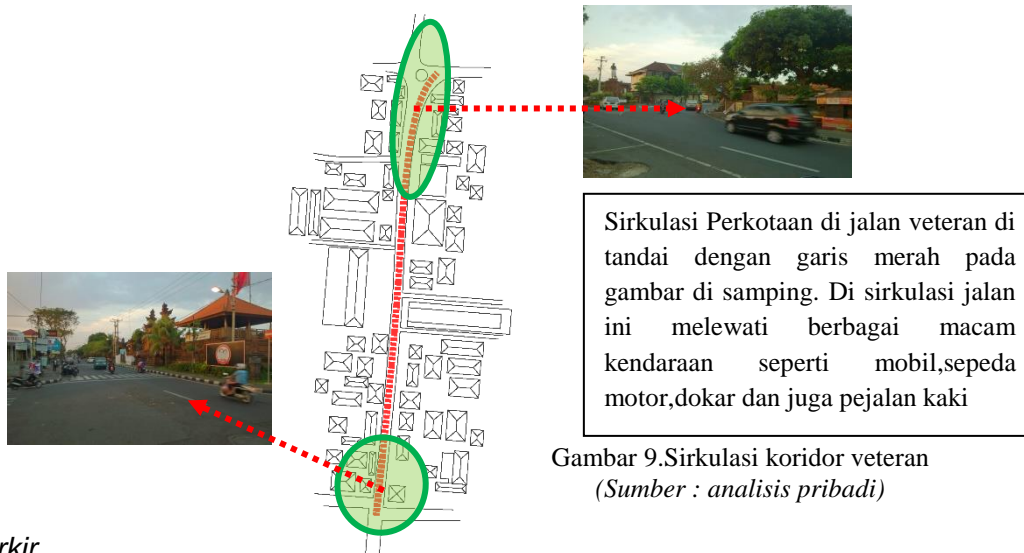 Sirkulasi Perkotaan di jalan veteran di
tandai dengan garis merah pada
gambar di samping. Di sirkulasi jalan
ini melewati berbagai macam
kendaraan seperti mobil,sepeda
motor,dokar dan juga pejalan kaki
Gambar 9.Sirkulasi koridor veteran
(Sumber : analisis pribadi)
rkir